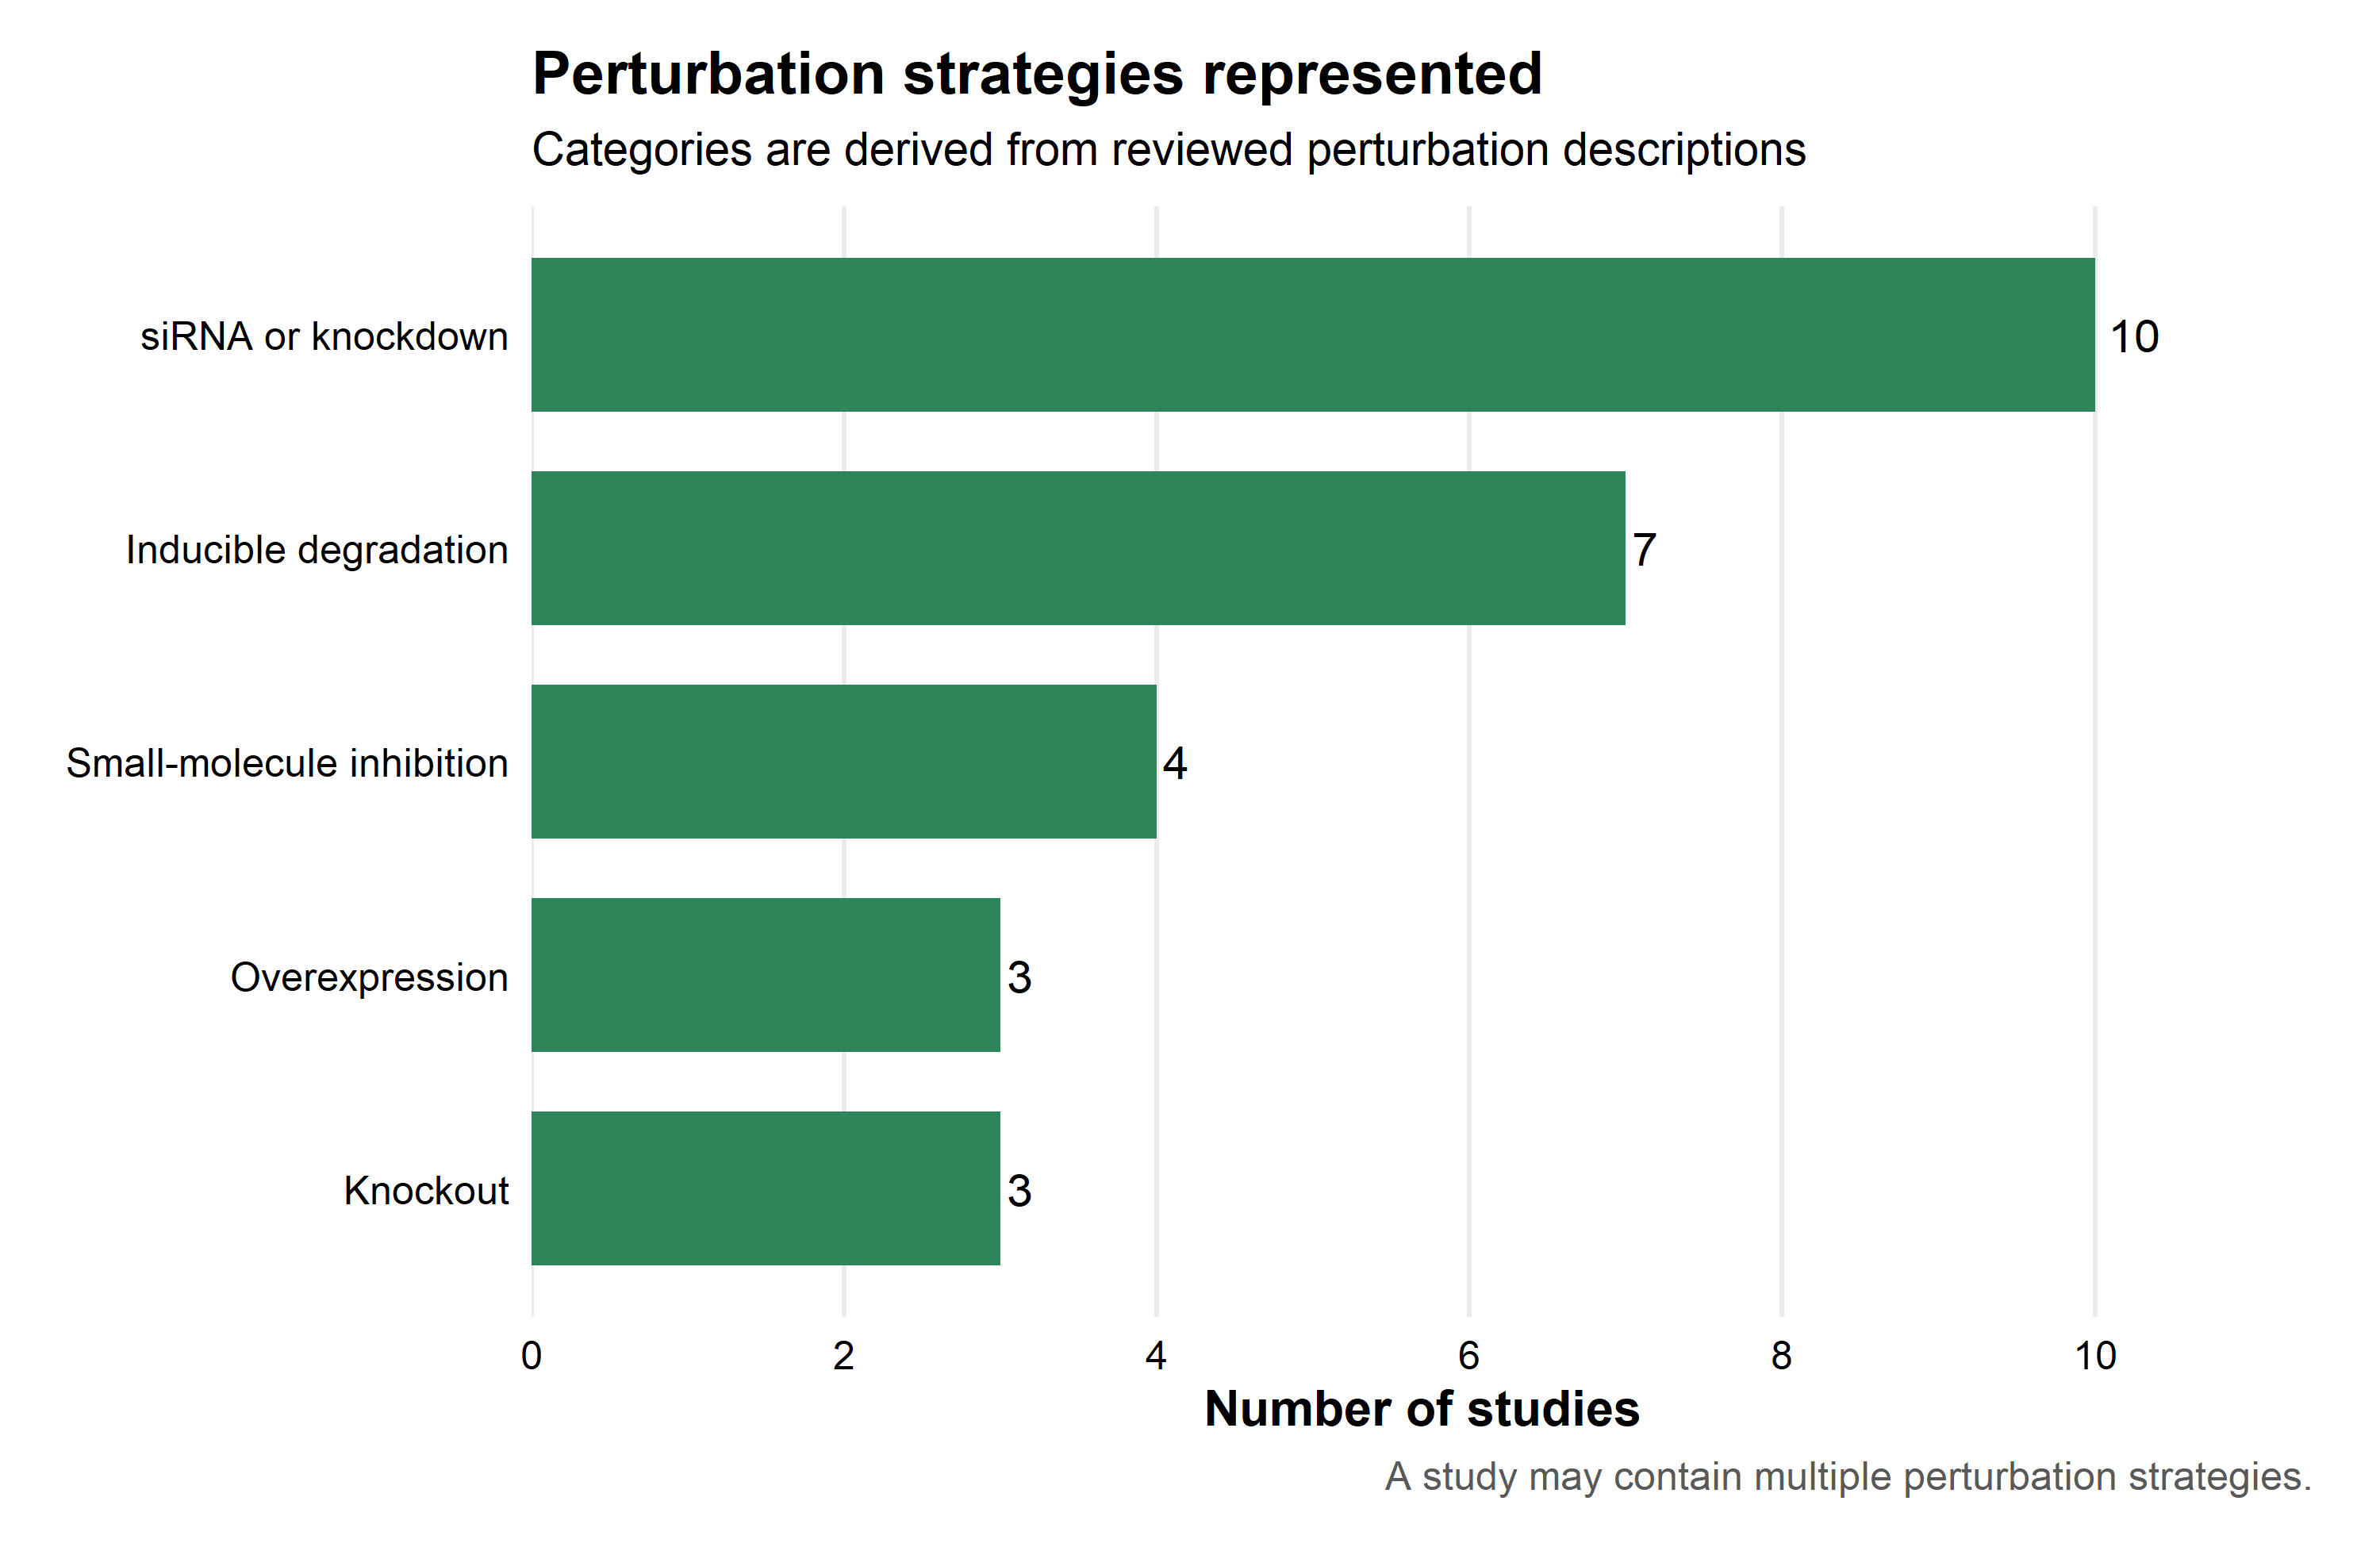 Perturbation strategies represented
Categories are derived from reviewed perturbation descriptions
siRNA or knockdown
10
Inducible degradation
7
Small-molecule inhibition
4
Overexpression
3
Knockout
3
0 2 4 6 8 10
Number of studies
A study may contain multiple perturbation strategies.